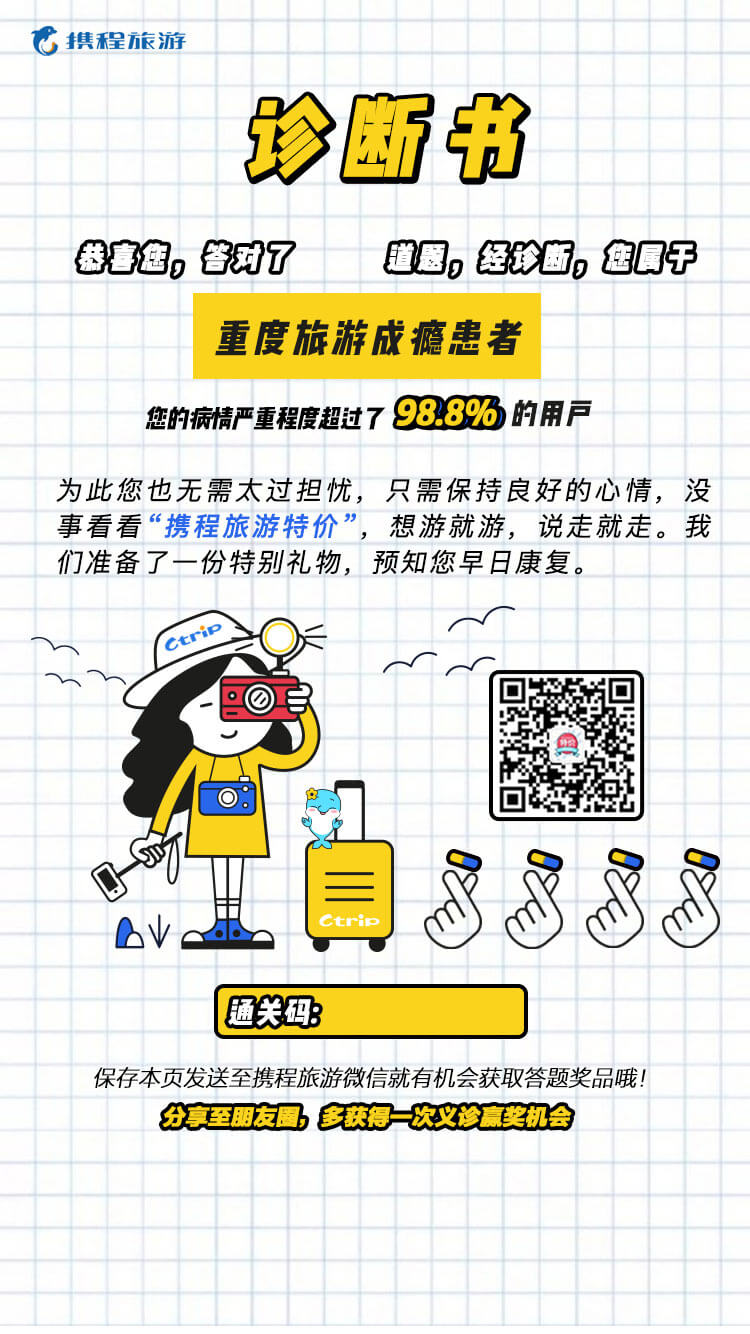 携程旅游
诊断书
恭喜您，答对了 道题，经诊断，您属于
重度旅游成瘾患者
您的病情严重程度超过了 98.8% 的用户
为此您也无需太过担忧，只需保持良好的心情，没
事看看“携程旅游特价”，想游就游，说走就走。我
们准备了一份特别礼物，预知您早日康复。
Ctrip
特价
Ctrip
通关码:
保存本页发送至携程旅游微信就有机会获取答题奖品哦！
分享至朋友圈，多获得一次义诊赢奖机会